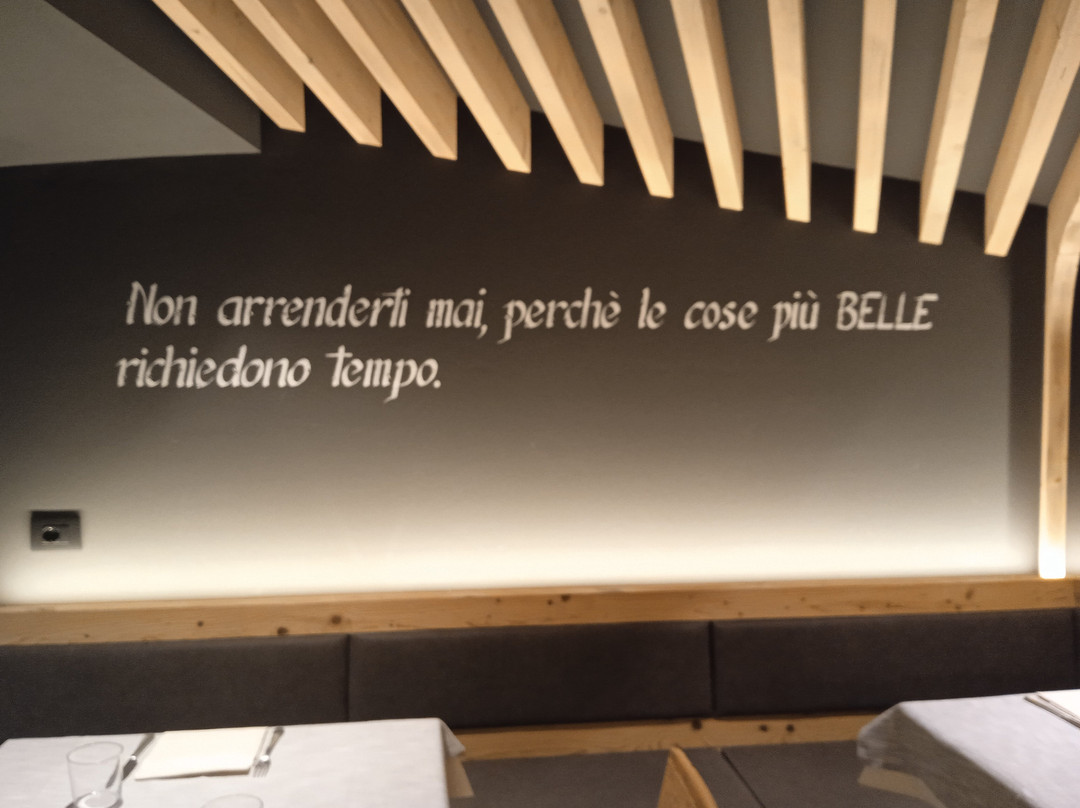 Non arrenderti mai, perchè le cose più BELLE
richiedono tempo.